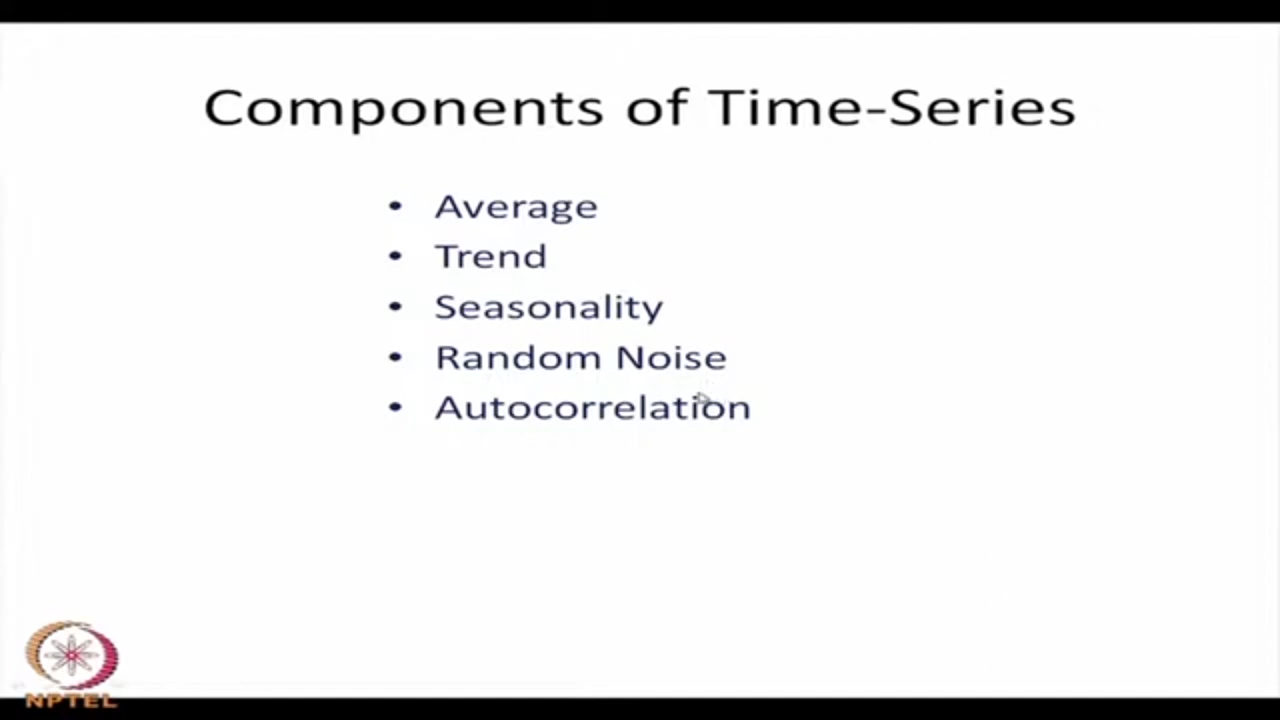 Components of Time-Series
• Average
• Trend
• Seasonality
• Random Noise
• Autocorrelation
NPTEL